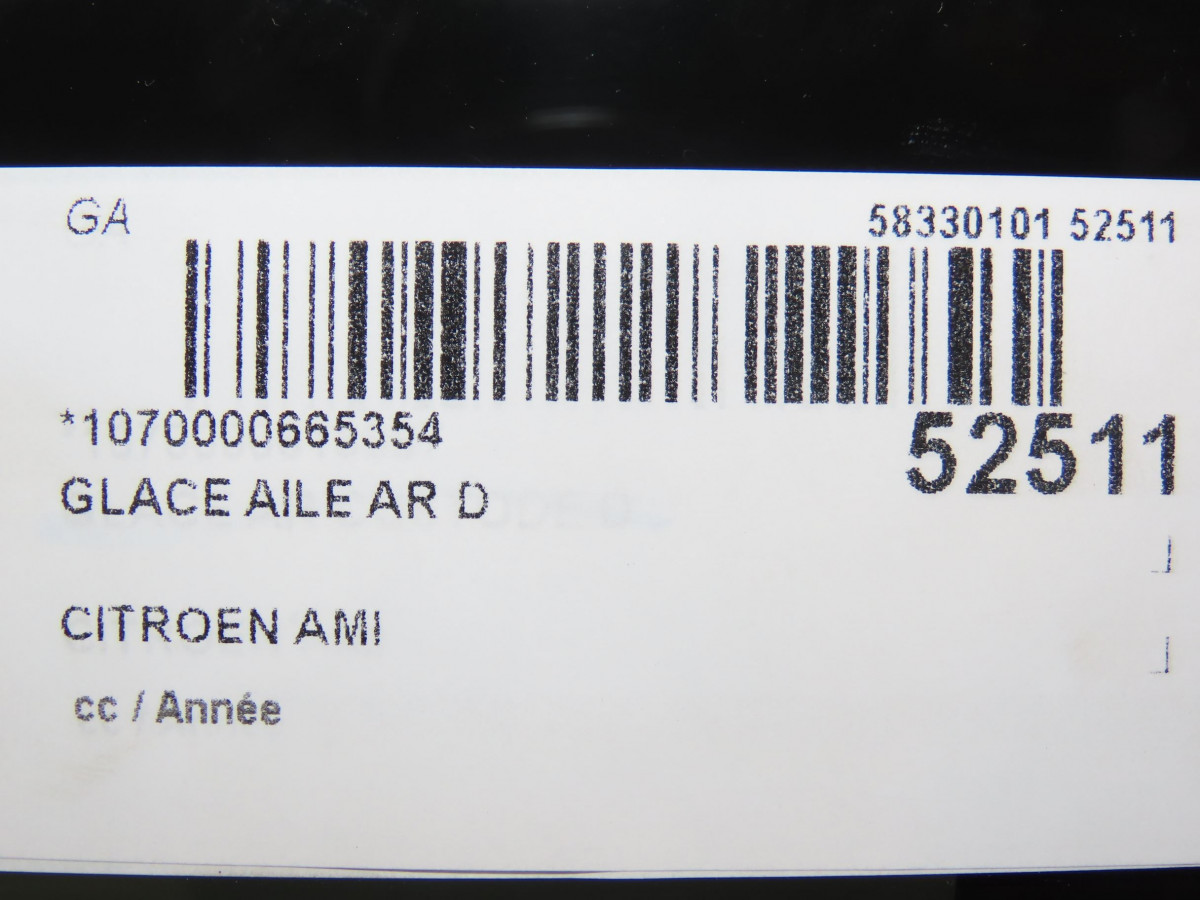 GA
58330101 52511
*1070000665354
52511
GLACE AILE AR D
CITROEN AMI
cc / Année